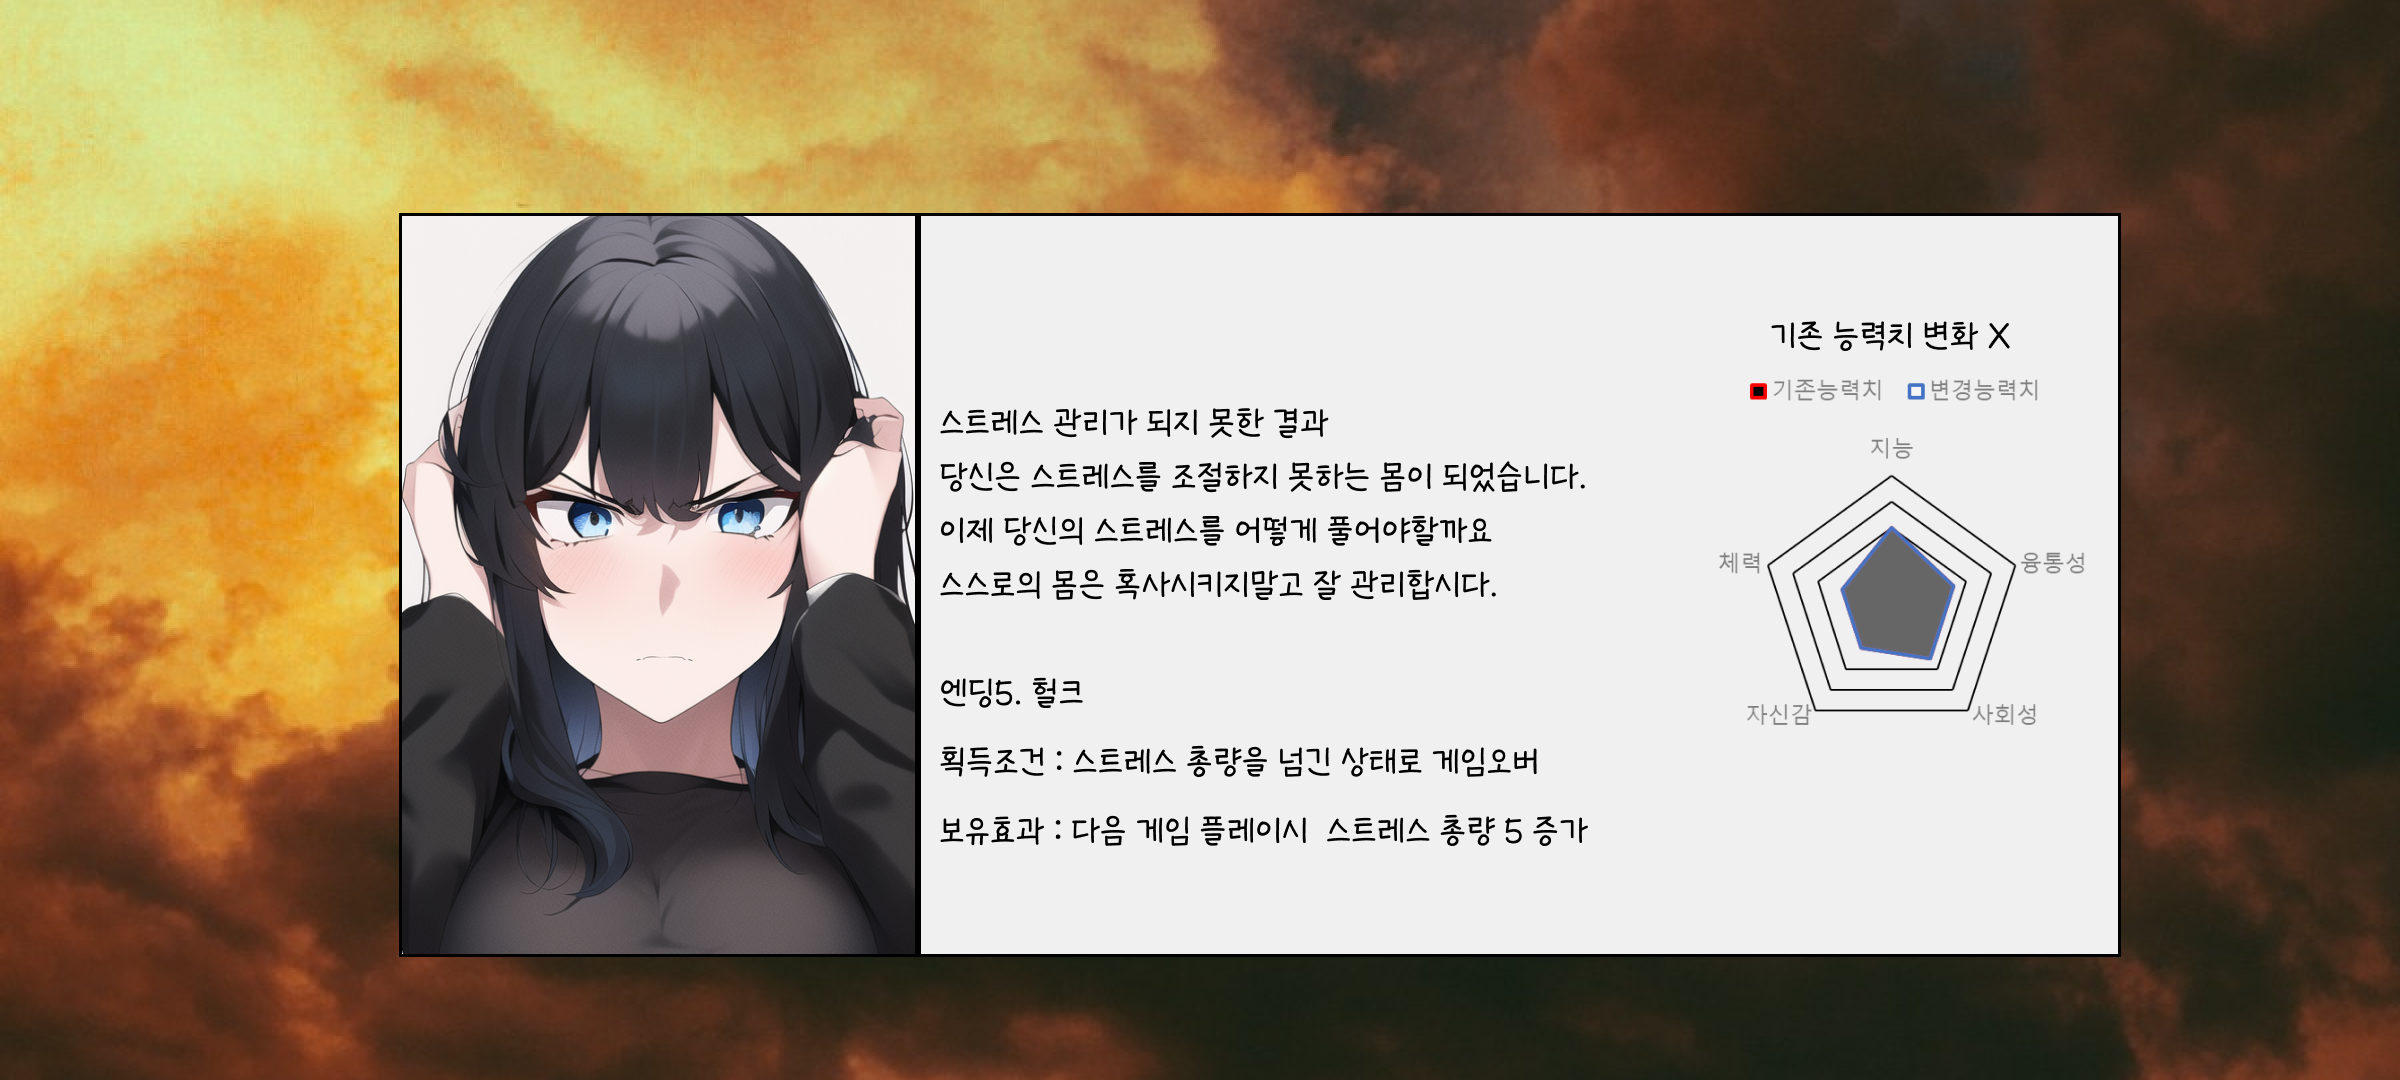 스트레스 관리가 되지 못한 결과
당신은 스트레스를 조절하지 못하는 몸이 되었습니다.
이제 당신의 스트레스를 어떻게 풀어야할까요
스스로의 몸은 혹사시키지말고 잘 관리합시다.
엔딩5. 헐크
획득조건 : 스트레스 총량을 넘긴 상태로 게임오버
보유효과 : 다음 게임 플레이시 스트레스 총량 5 증가
기존 능력치 변화 X
기존능력치 변경능력치
지능
체력 융통성
자신감 사회성